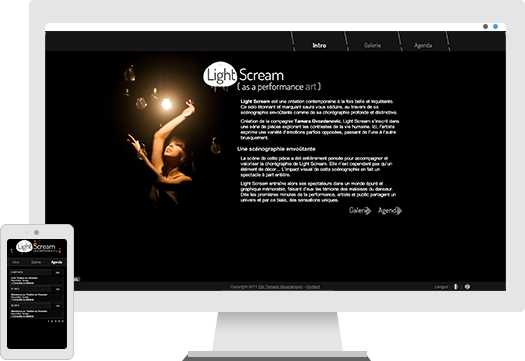 Intro
Galerie
Agenda
Light Scream
( as a performance art )
Light Scream est une création contemporaine à la fois belle et inquiétante.
Ce solo étonnant et marquant saura vous séduire, au travers de sa
scénographie envoûtante comme de sa chorégraphie profonde et distinctive.
Création de la compagnie Tamara Gvozdenovic, Light Scream s'inscrit dans
une série de pièces explorant les contrastes de la vie humaine. Ici, l'artiste
exprime une variété d'émotions parfois opposées, passant de l'une à l'autre
brusquement.
Une scénographie envoûtante
La scène de cette pièce a été entièrement pensée pour accompagner et
valoriser la chorégraphie de Light Scream. Elle n'est cependant pas qu'un
élément de décor... L'impact visuel de cette scénographie en fait un
spectacle à part entière.
Light Scream entraîne alors ses spectateurs dans un monde épuré et
graphique mémorable, faisant d'eux les témoins des malaises du danseur.
Dès les premières minutes de la performance, artiste et public partagent un
univers et par ce biais, des sensations uniques.
Galerie
Agenda
Copyright 2011 Cie Tamara Gvozdenovic - Contact
Langue :
Light Scream
Intro
Galerie
Agenda